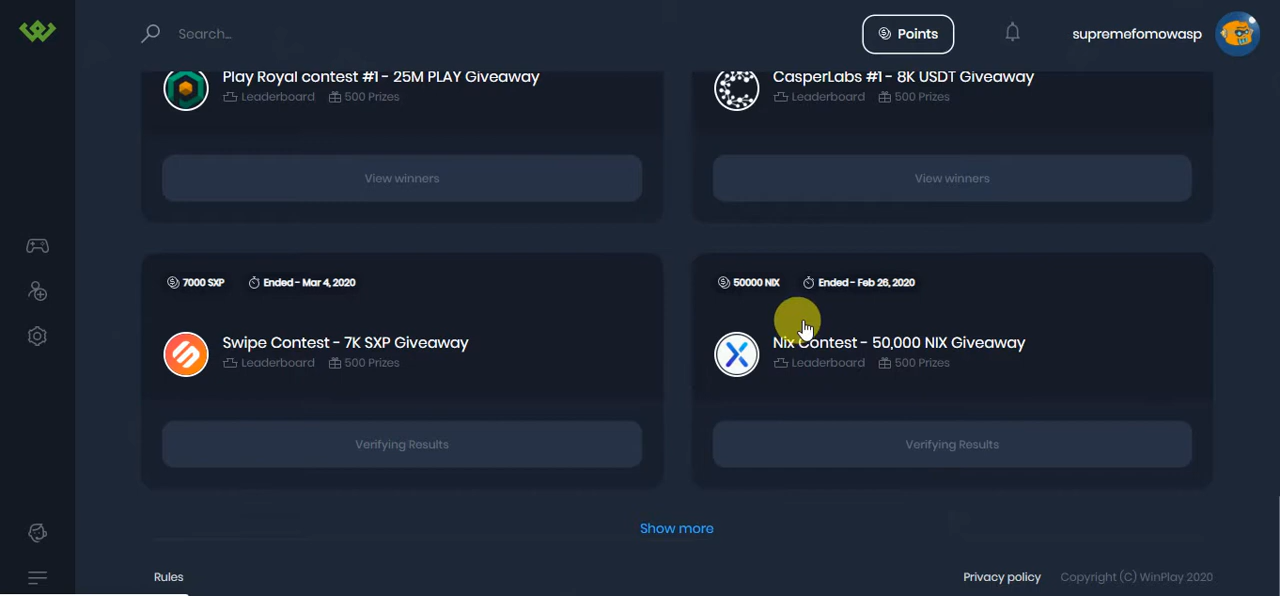 Search...
Points
supremefomowasp
Play Royal contest #1 - 25M PLAY Giveaway
Leaderboard 500 Prizes
View winners
CasperLabs #1 - 8K USDT Giveaway
Leaderboard 500 Prizes
View winners
7000 SXP Ended - Mar 4, 2020
Swipe Contest - 7K SXP Giveaway
Leaderboard 500 Prizes
Verifying Results
50000 NIX Ended - Feb 26, 2020
Nix Contest - 50,000 NIX Giveaway
Leaderboard 500 Prizes
Verifying Results
Show more
Rules
Privacy policy Copyright (C) WinPlay 2020